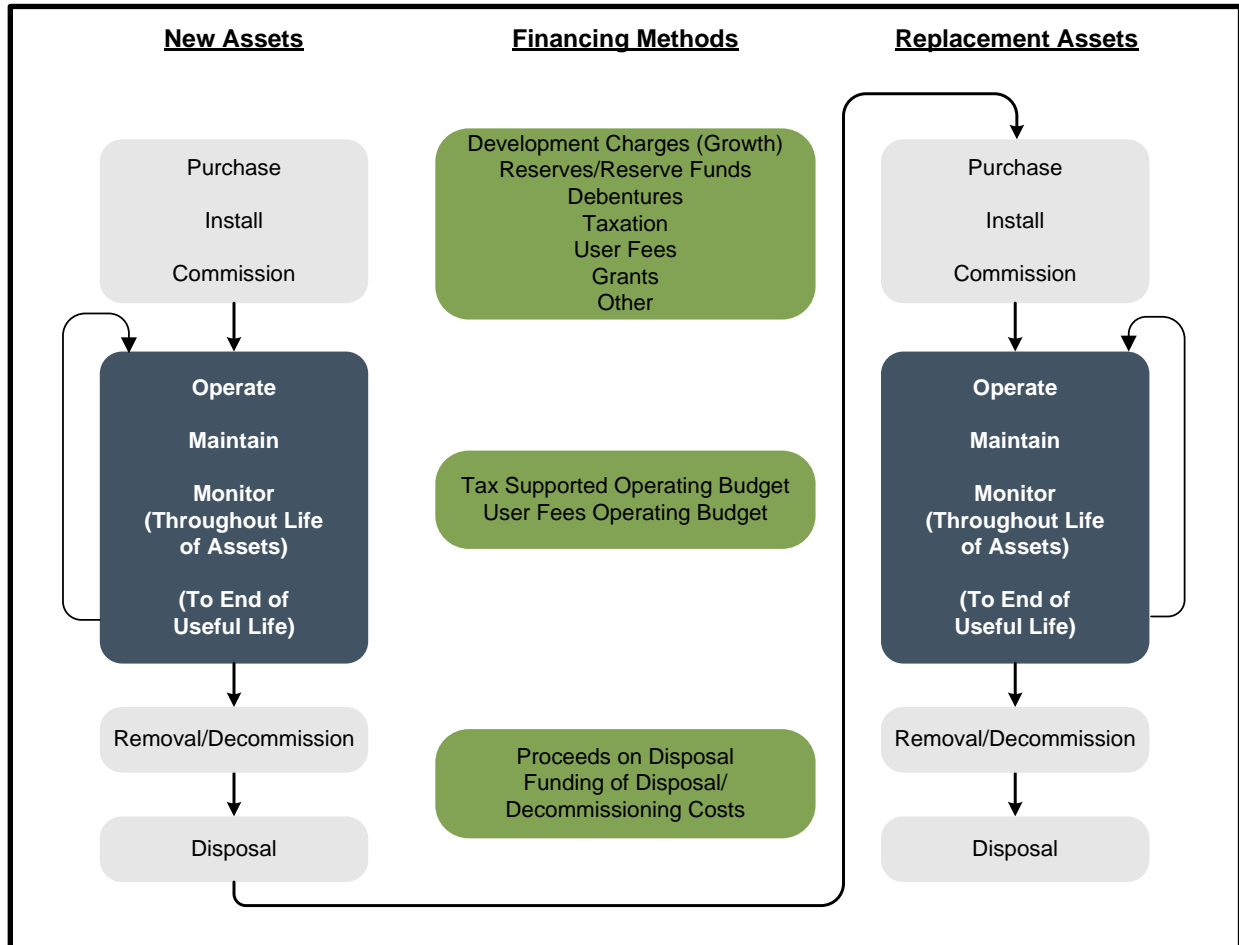 New Assets
Financing Methods
Replacement Assets
Purchase
Install
Commission
Operate
Maintain
Monitor
(Throughout Life
of Assets)
(To End of
Useful Life)
Removal/Decommission
Disposal
Development Charges (Growth)
Reserves/Reserve Funds
Debentures
Taxation
User Fees
Grants
Other
Tax Supported Operating Budget
User Fees Operating Budget
Proceeds on Disposal
Funding of Disposal/
Decommissioning Costs
Purchase
Install
Commission
Operate
Maintain
Monitor
(Throughout Life
of Assets)
(To End of
Useful Life)
Removal/Decommission
Disposal